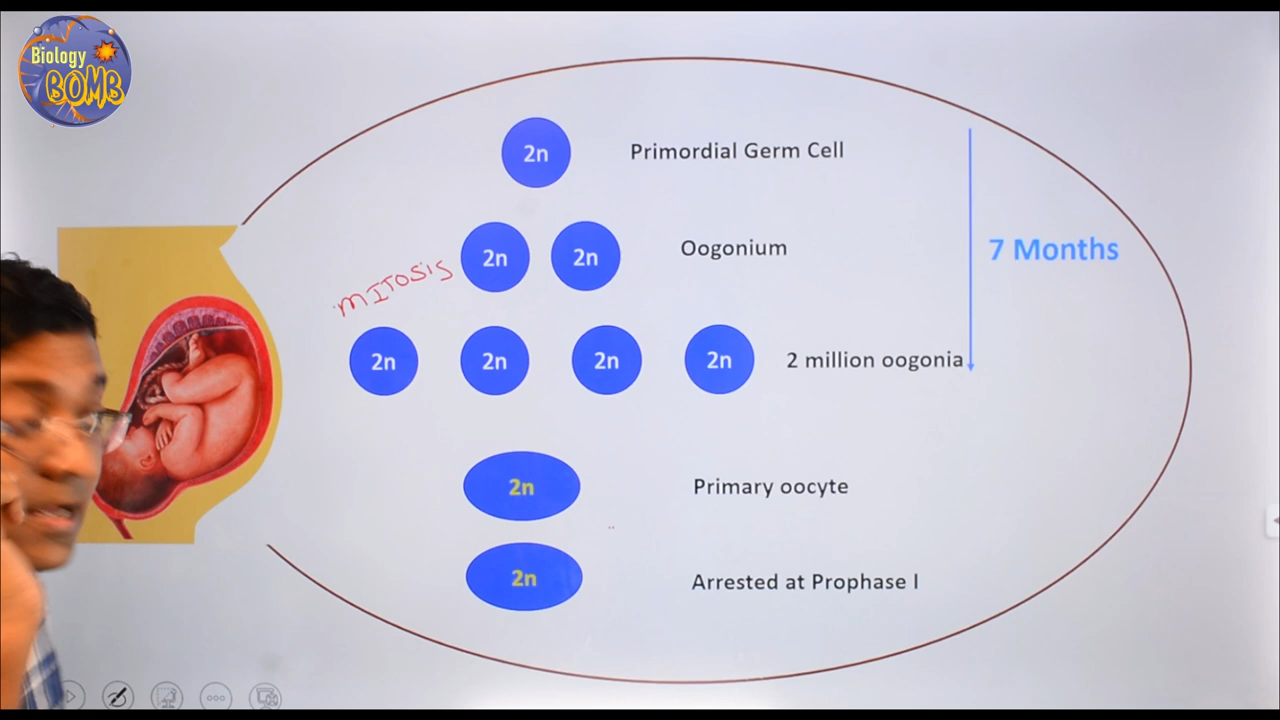 Biology
BOMB
2n
Primordial Germ Cell
2n 2n
Oogonium
7 Months
MITOSIS
2n 2n 2n 2n
2 million oogonia
2n
Primary oocyte
2n
Arrested at Prophase I